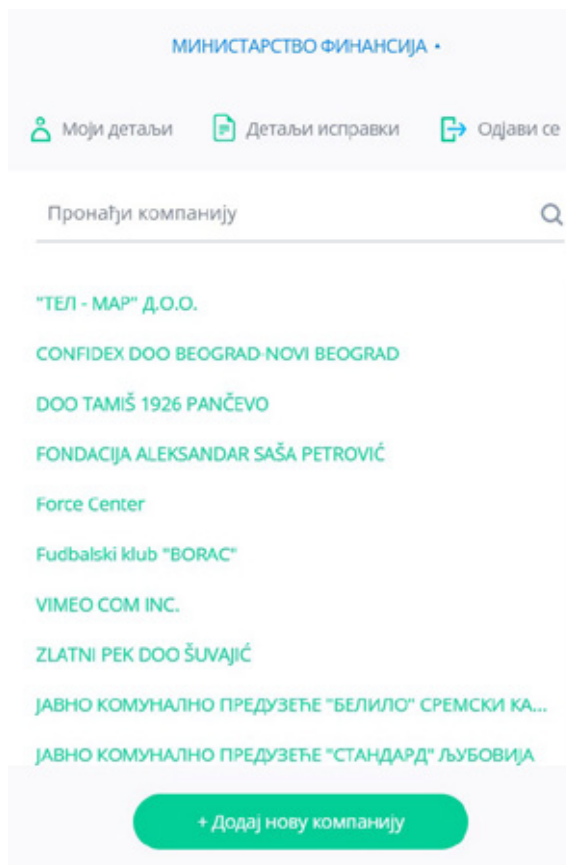 МИНИСТАРСТВО ФИНАНСИЈА •
Моји детаљи Детаљи исправки Одјави се
Пронађи компанију
"ТЕЛ - МАР" Д.О.О.
CONFIDEX DOO BEOGRAD-NOVI BEOGRAD
DOO TAMIŠ 1926 PANČEVO
FONDACIJA ALEKSANDAR SAŠA PETROVIĆ
Force Center
Fudbalski klub "BORAC"
VIMEO COM INC.
ZLATNI PEK DOO ŠUVAJIĆ
ЈАВНО КОМУНАЛНО ПРЕДУЗЕЋЕ "БЕЛИЛО" СРЕМСКИ КА...
ЈАВНО КОМУНАЛНО ПРЕДУЗЕЋЕ "СТАНДАРД" ЉУБОВИЈА
+ Додај нову компанију